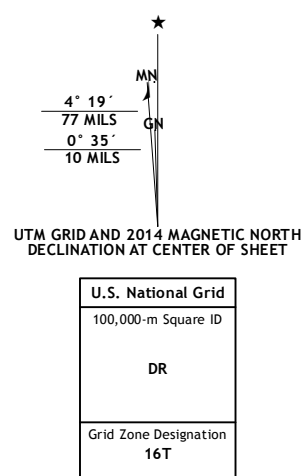 ★
MN
4° 19´
77 MILS
GN
0° 35´
10 MILS
UTM GRID AND 2014 MAGNETIC NORTH
DECLINATION AT CENTER OF SHEET
U.S. National Grid
100,000-m Square ID
DR
Grid Zone Designation
16T